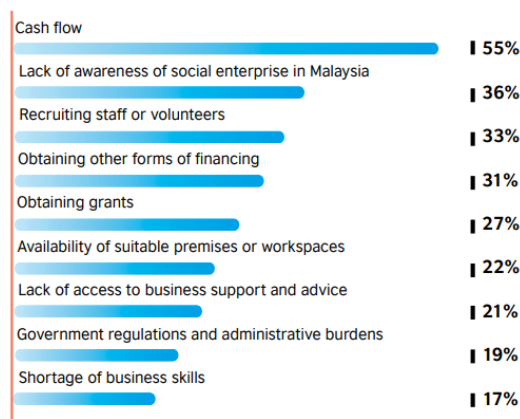 Cash flow
55%
Lack of awareness of social enterprise in Malaysia
36%
Recruiting staff or volunteers
33%
Obtaining other forms of financing
31%
Obtaining grants
27%
Availability of suitable premises or workspaces
22%
Lack of access to business support and advice
21%
Government regulations and administrative burdens
19%
Shortage of business skills
17%